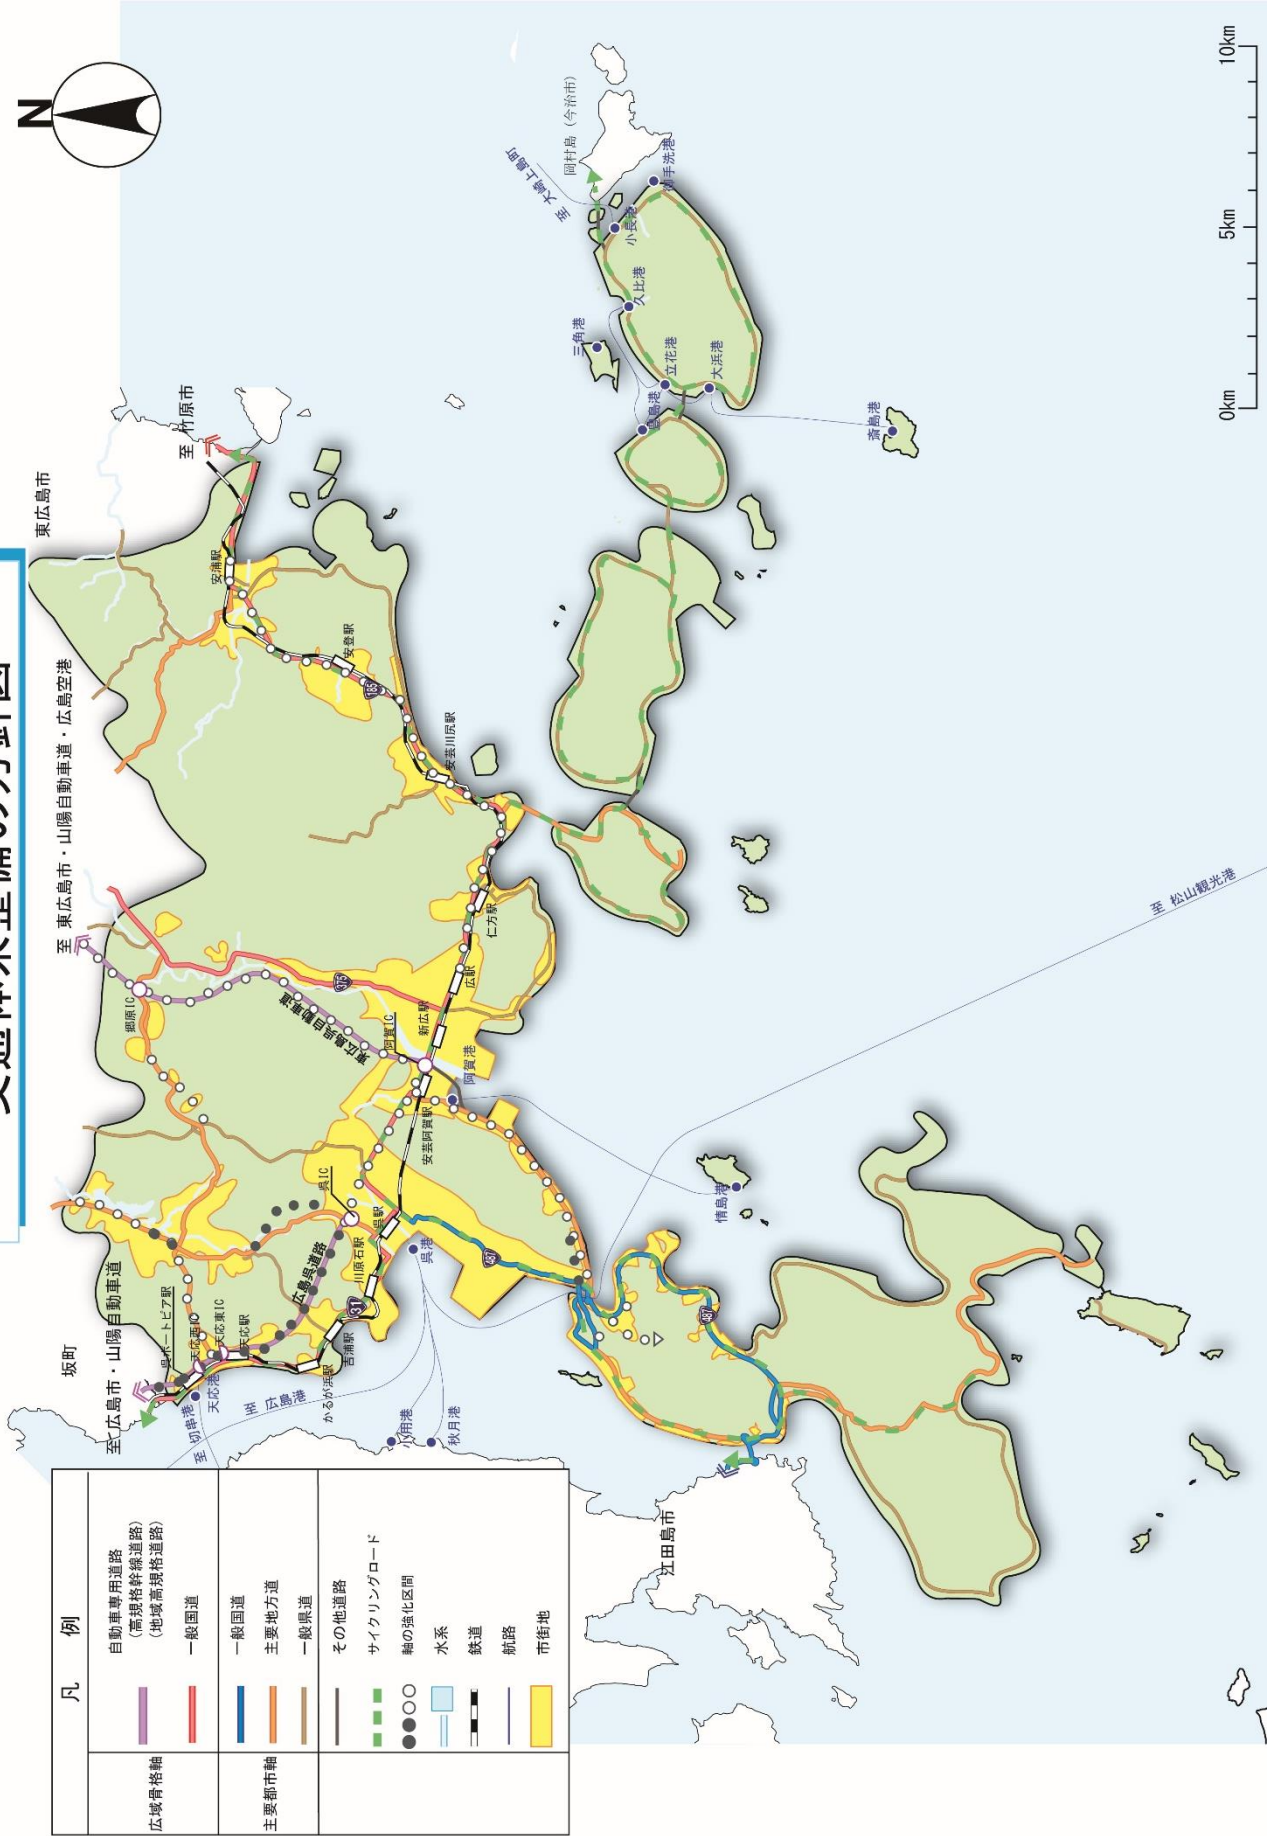 交通体系整備の方針図
N
東広島市
至 竹原市
至 東広島市・山陽自動車道・広島空港
坂町
至 広島市・山陽自動車道
安浦駅
安登駅
185
安芸川尻駅
仁方駅
広駅
新広駅
375
東広島呉自動車道
郷原IC
阿賀IC
阿賀港
安芸阿賀駅
呉IC
呉駅
呉港
川原石駅
広島呉道路
31
吉浦駅
かるが浜駅
呉ポートピア駅
天応西IC
天応東IC
天応駅
天応港
至 切串港
至 広島港
小用港
秋月港
487
487
情島港
至 松山観光港
江田島市
至 大崎上島町
岡村島（今治市）
御手洗港
小長港
久比港
三角港
立花港
大浜港
豊島港
斎島港
0km
5km
10km
凡 例
広域骨格軸
自動車専用道路
（高規格幹線道路）
（地域高規格道路）
一般国道
主要都市軸
一般国道
主要地方道
一般県道
その他道路
サイクリングロード
軸の強化区間
水系
鉄道
航路
市街地